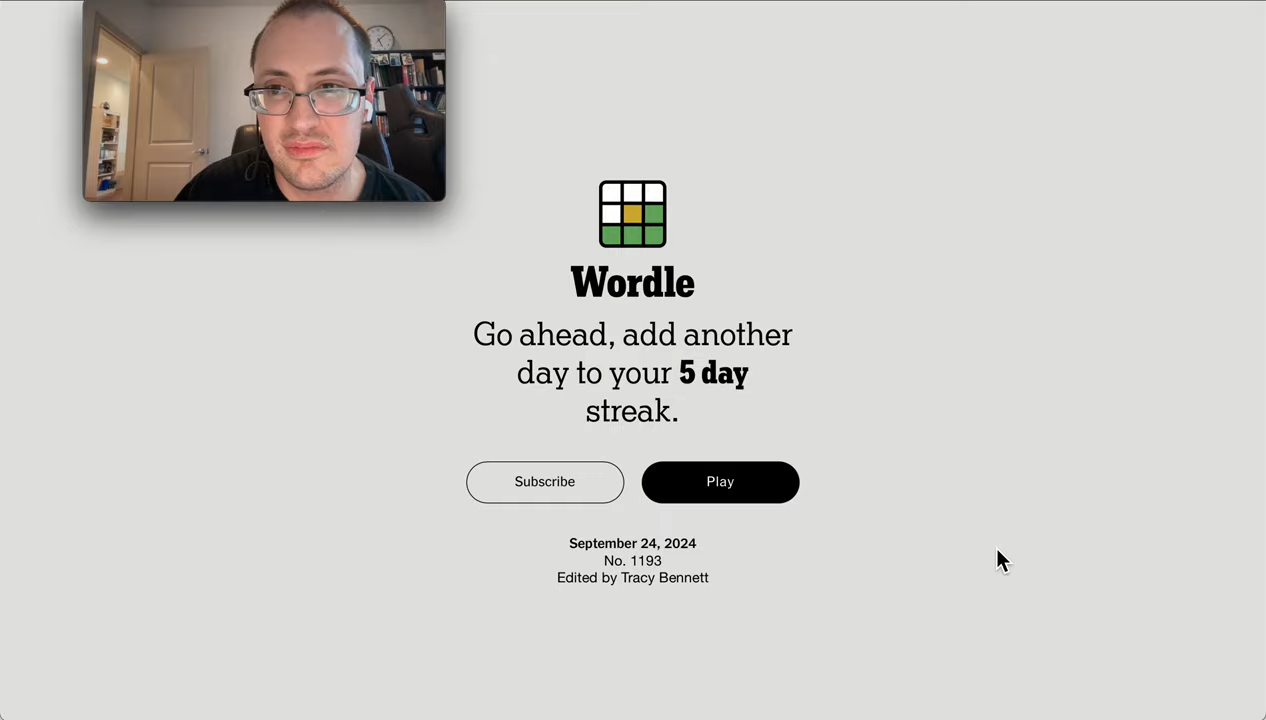 Wordle
Go ahead, add another
day to your 5 day
streak.
Subscribe
Play
September 24, 2024
No. 1193
Edited by Tracy Bennett